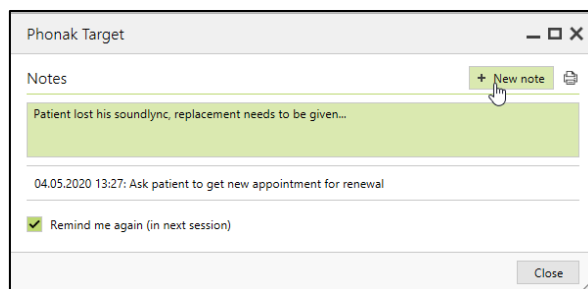 Phonak Target
Notes
+ New note
Patient lost his soundlync, replacement needs to be given...
04.05.2020 13:27: Ask patient to get new appointment for renewal
Remind me again (in next session)
Close